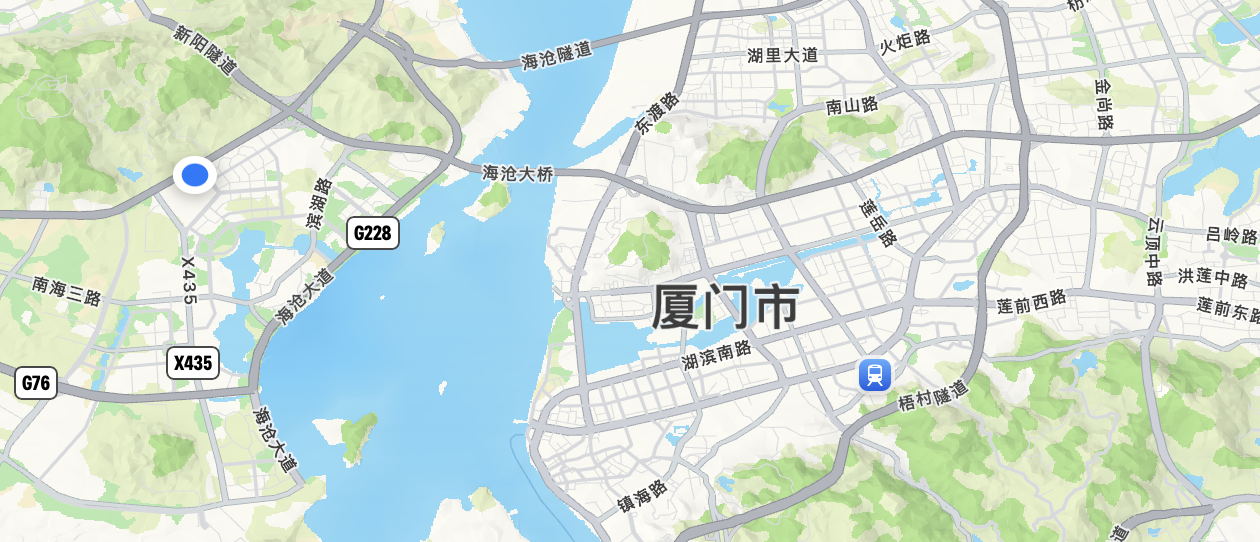 新阳隧道
海沧隧道
湖里大道
火炬路
金尚路
南山路
东渡路
海沧大桥
滨湖路
莲岳路
G228
云顶中路
吕岭路
X435
南海三路
海沧大道
洪莲中路
厦门市
莲前西路
莲前东路
湖滨南路
X435
G76
梧村隧道
海沧大道
镇海路